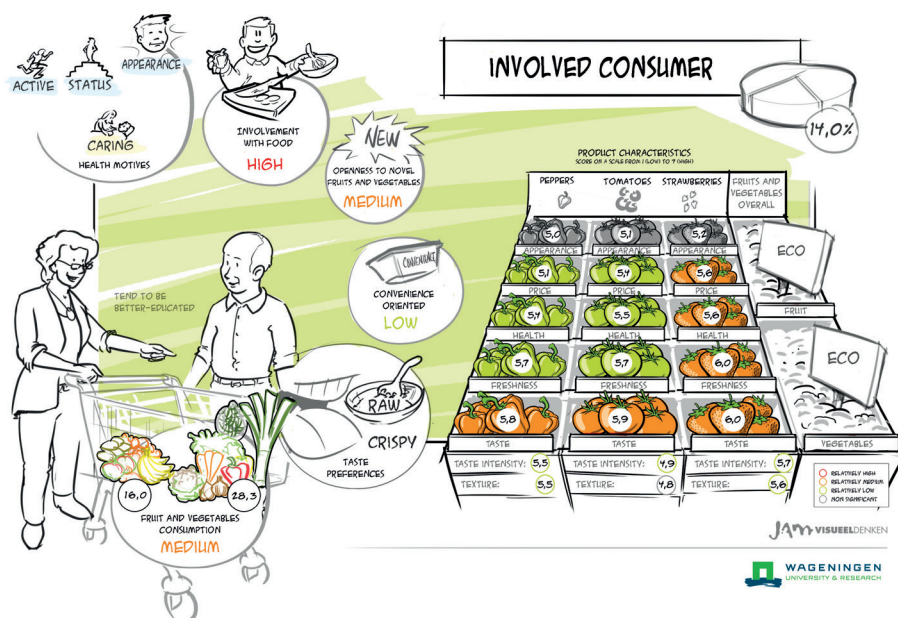 ACTIVE
STATUS
APPEARANCE
CARING
HEALTH MOTIVES
INVOLVEMENT
WITH FOOD
HIGH
NEW
OPENNESS TO NOVEL
FRUITS AND VEGETABLES
MEDIUM
CONVENIENCE
CONVENIENCE
ORIENTED
LOW
TEND TO BE
BETTER-EDUCATED
RAW
CRISPY
TASTE
PREFERENCES
16,0
28,3
FRUIT AND VEGETABLES
CONSUMPTION
MEDIUM
INVOLVED CONSUMER
14,0%
PRODUCT CHARACTERISTICS
SCORE ON A SCALE FROM 1 (LOW) TO 7 (HIGH)
PEPPERS TOMATOES STRAWBERRIES
FRUITS AND
VEGETABLES
OVERALL
5,0 5,1 5,2
APPEARANCE APPEARANCE APPEARANCE
5,1 5,4 5,6
PRICE PRICE PRICE
5,4 5,5 5,6
HEALTH HEALTH HEALTH
5,7 5,7 6,0
FRESHNESS FRESHNESS FRESHNESS
5,8 5,9 6,0
TASTE TASTE TASTE
ECO
FRUIT
ECO
VEGETABLES
TASTE INTENSITY: 5,5
TEXTURE: 5,5
TASTE INTENSITY: 4,9
TEXTURE: 4,8
TASTE INTENSITY: 5,7
TEXTURE: 5,6
RELATIVELY HIGH
RELATIVELY MEDIUM
RELATIVELY LOW
NON SIGNIFICANT
JAM VISUEELDENKEN
WAGENINGEN
UNIVERSITY & RESEARCH